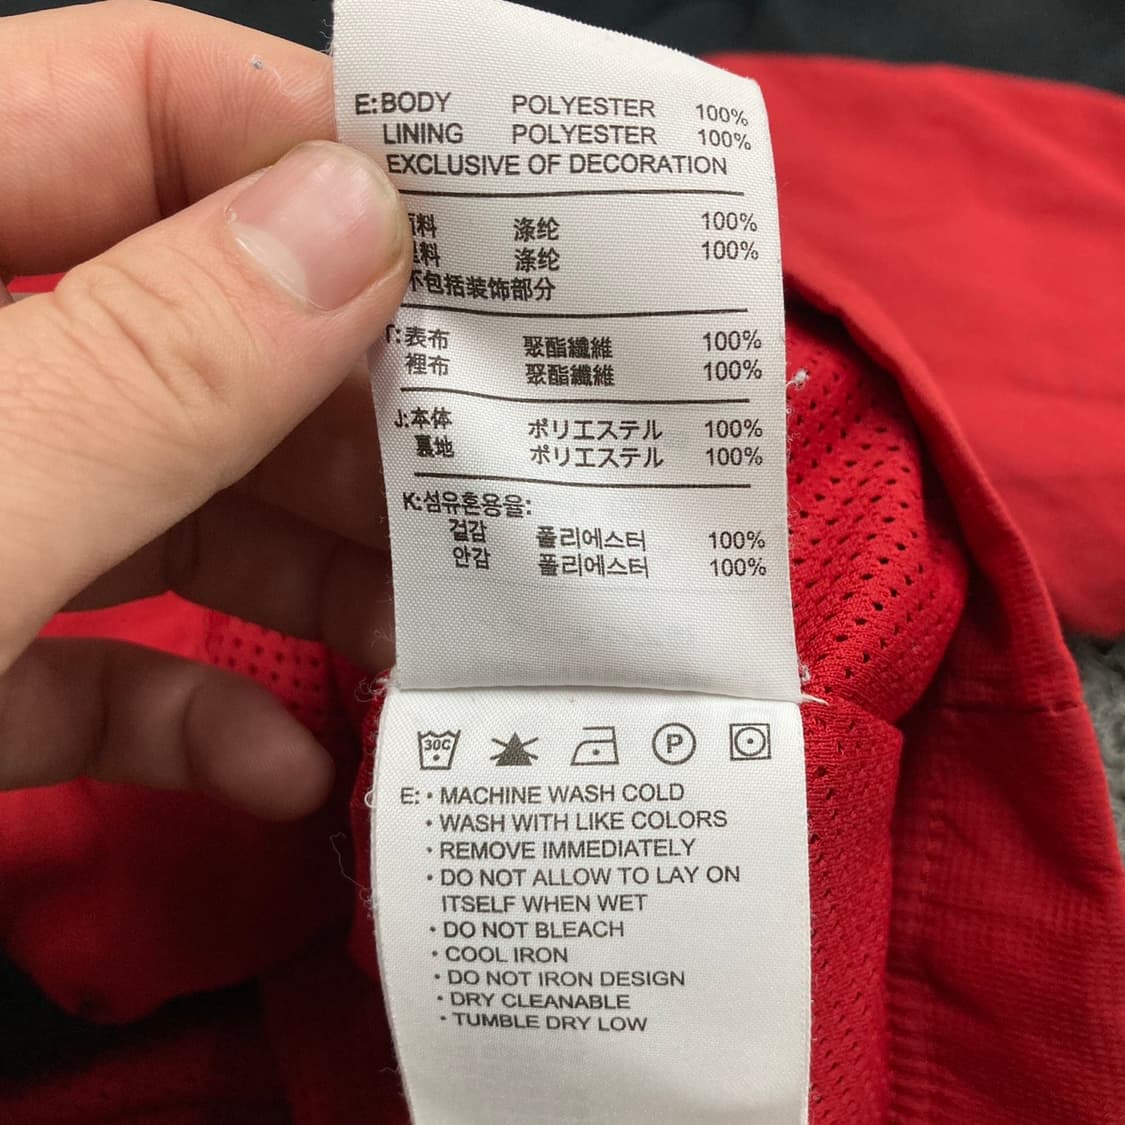 E: BODY POLYESTER 100%
LINING POLYESTER 100%
EXCLUSIVE OF DECORATION
料 涤纶 100%
料 涤纶 100%
不包括装饰部分
T: 表布 聚酯纖維 100%
裡布 聚酯纖維 100%
J: 本体 ポリエステル 100%
裏地 ポリエステル 100%
K: 섬유혼용율:
겉감 폴리에스터 100%
안감 폴리에스터 100%
30C P
E: • MACHINE WASH COLD
• WASH WITH LIKE COLORS
• REMOVE IMMEDIATELY
• DO NOT ALLOW TO LAY ON
ITSELF WHEN WET
• DO NOT BLEACH
• COOL IRON
• DO NOT IRON DESIGN
• DRY CLEANABLE
• TUMBLE DRY LOW